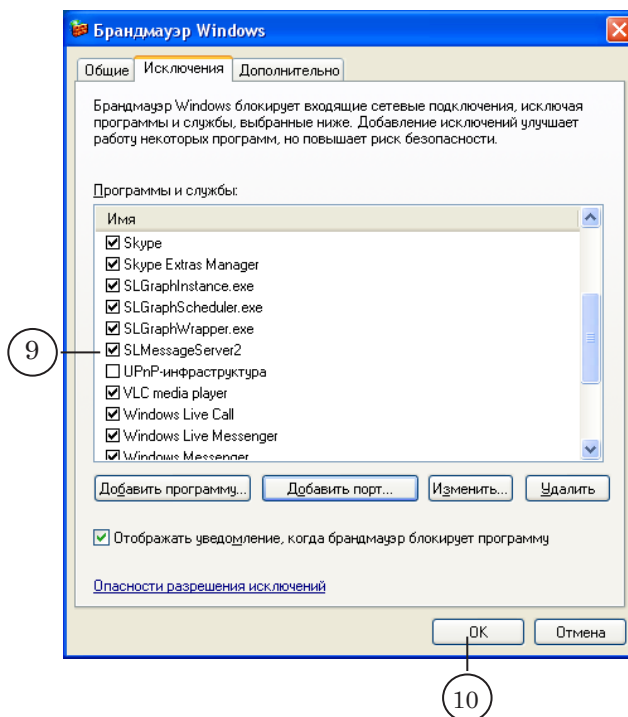 Брандмауэр Windows
Общие Исключения Дополнительно
Брандмауэр Windows блокирует входящие сетевые подключения, исключая
программы и службы, выбранные ниже. Добавление исключений улучшает
работу некоторых программ, но повышает риск безопасности.
Программы и службы:
Имя
Skype
Skype Extras Manager
SLGraphInstance.exe
SLGraphScheduler.exe
SLGraphWrapper.exe
9 SLMessageServer2
UPnP-инфраструктура
VLC media player
Windows Live Call
Windows Live Messenger
Windows Messenger
Добавить программу... Добавить порт... Изменить... Удалить
Отображать уведомление, когда брандмауэр блокирует программу
Опасности разрешения исключений
OK Отмена
10